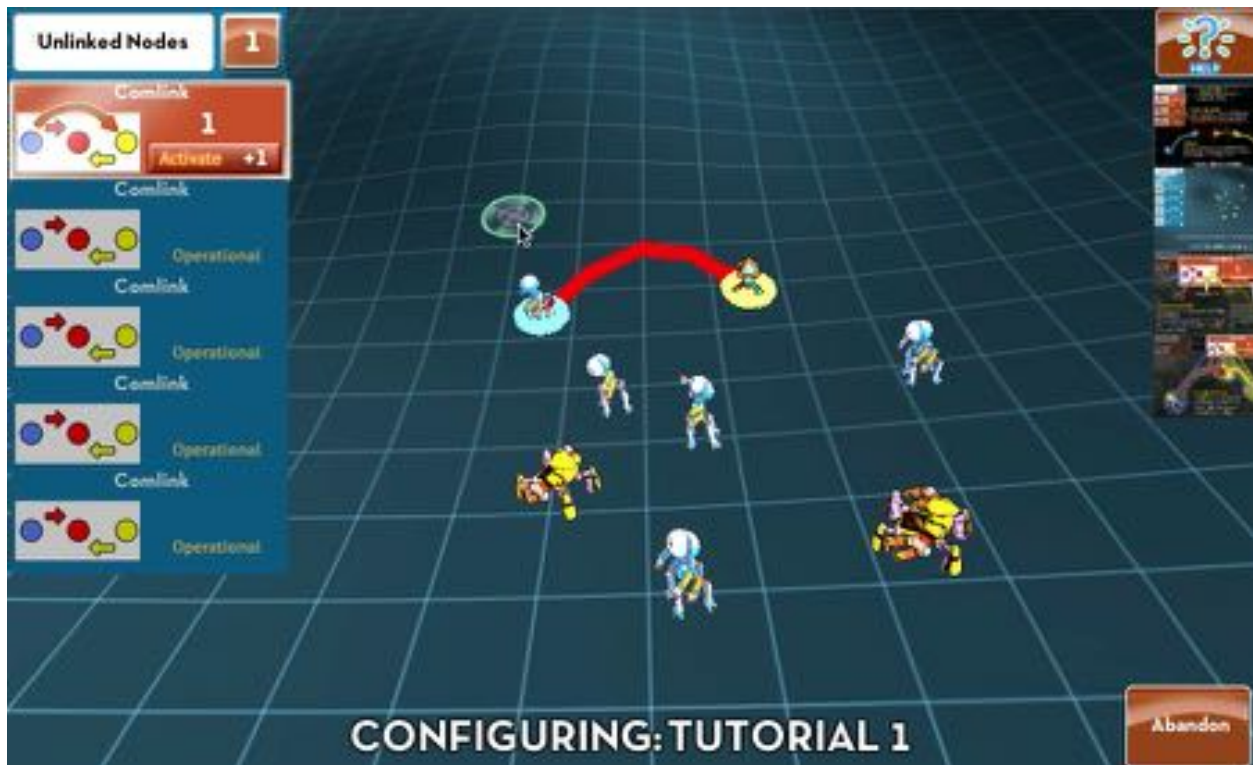 Unlinked Nodes 1
Comlink
1
Activate +1
Comlink
Operational
Comlink
Operational
Comlink
Operational
Comlink
Operational
HELP
CONFIGURING: TUTORIAL 1
Abandon